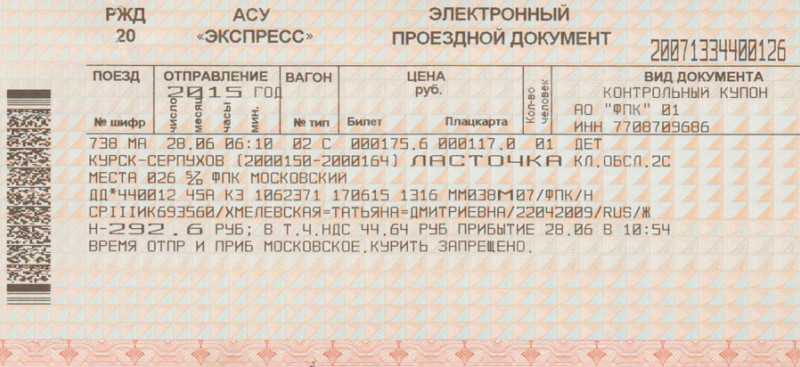 РЖД АСУ ЭЛЕКТРОННЫЙ
20 «ЭКСПРЕСС» ПРОЕЗДНОЙ ДОКУМЕНТ 20071334400126
ПОЕЗД ОТПРАВЛЕНИЕ ВАГОН ЦЕНА Кол-во человек ВИД ДОКУМЕНТА
2015 ГОД руб. КОНТРОЛЬНЫЙ КУПОН
число месяц часы мин. АО "ФПК" 01
№ шифр № тип Билет Плацкарта ИНН 7708709686
738 МА 28.06 06:10 02 С 000175.6 000117.0 01 ДЕТ
КУРСК-СЕРПУХОВ (2000150-2000164) ЛАСТОЧКА КЛ.ОБСЛ.2С
МЕСТА 026 ФПК МОСКОВСКИЙ
ДД*440012 45А КЗ 1062371 170615 1316 ММ038М07/ФПК/Н
СРIIIИК693560/ХМЕЛЕВСКАЯ=ТАТЬЯНА=ДМИТРИЕВНА/22042009/RUS/Ж
Н-292.6 РУБ; В Т.Ч.НДС 44.64 РУБ ПРИБЫТИЕ 28.06 В 10:54
ВРЕМЯ ОТПР И ПРИБ МОСКОВСКОЕ.КУРИТЬ ЗАПРЕЩЕНО.